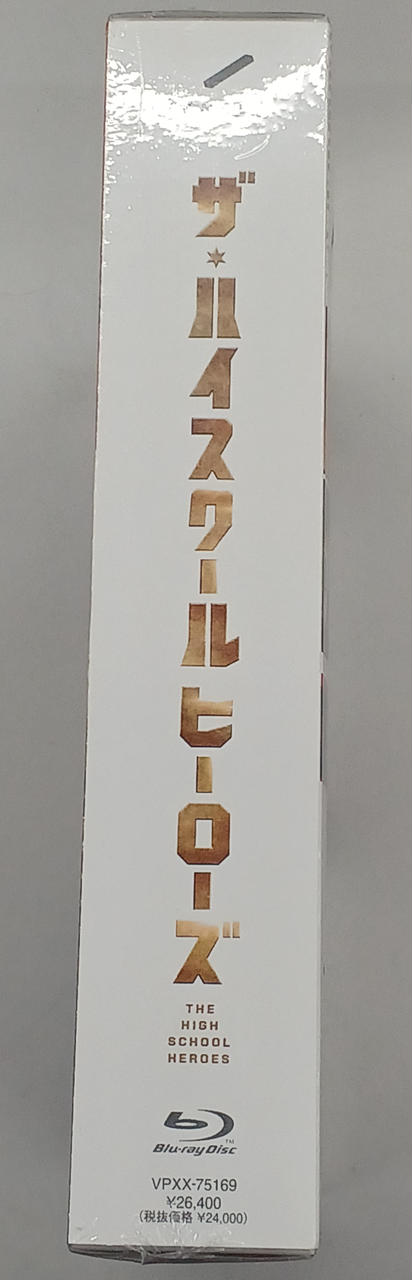 ザ・ハイスクールヒーローズ
THE
HIGH
SCHOOL
HEROES
Blu-ray Disc™
VPXX-75169
¥26,400
(税抜価格 ¥24,000)